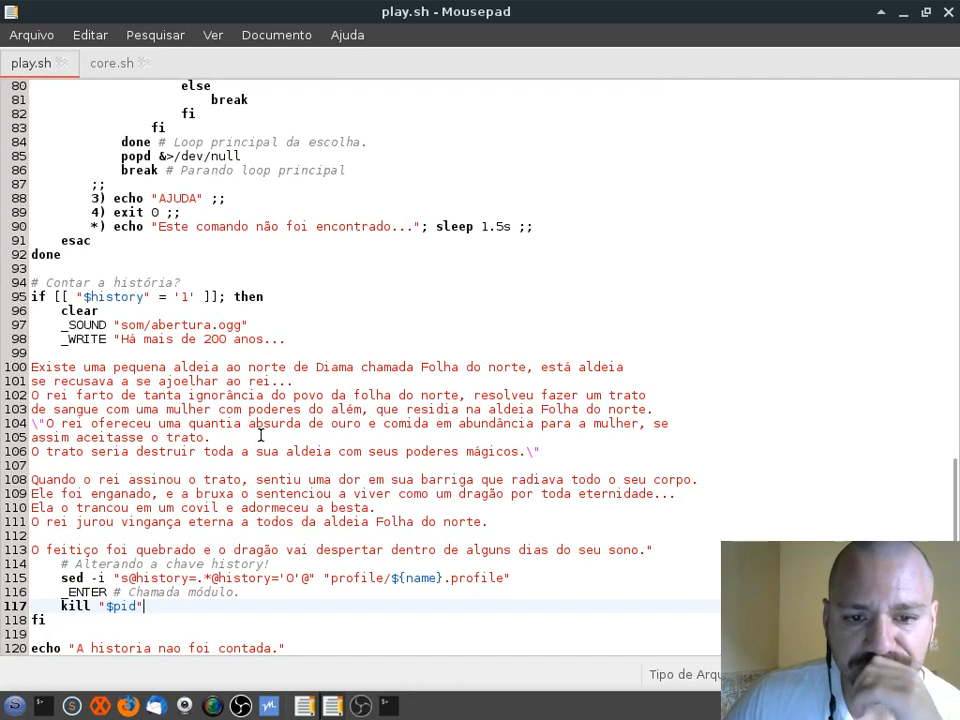 play.sh - Mousepad
Arquivo Editar Pesquisar Ver Documento Ajuda
play.sh core.sh
80 else
81 break
82 fi
83 fi
84 done # Loop principal da escolha.
85 popd &>/dev/null
86 break # Parando loop principal
87 ;;
88 3) echo "AJUDA" ;;
89 4) exit 0 ;;
90 *) echo "Este comando não foi encontrado..."; sleep 1.5s ;;
91 esac
92 done
93
94 # Contar a história?
95 if [[ "$history" = '1' ]]; then
96 clear
97 _SOUND "som/abertura.ogg"
98 _WRITE "Há mais de 200 anos...
99
100 Existe uma pequena aldeia ao norte de Diama chamada Folha do norte, está aldeia
101 se recusava a se ajoelhar ao rei...
102 O rei farto de tanta ignorância do povo da folha do norte, resolveu fazer um trato
103 de sangue com uma mulher com poderes do além, que residia na aldeia Folha do norte.
104 \"O rei ofereceu uma quantia absurda de ouro e comida em abundância para a mulher, se
105 assim aceitasse o trato.
106 O trato seria destruir toda a sua aldeia com seus poderes mágicos.\"
107
108 Quando o rei assinou o trato, sentiu uma dor em sua barriga que radiava todo o seu corpo.
109 Ele foi enganado, e a bruxa o sentenciou a viver como um dragão por toda eternidade...
110 Ela o trancou em um covil e adormeceu a besta.
111 O rei jurou vingança eterna a todos da aldeia Folha do norte.
112
113 O feitiço foi quebrado e o dragão vai despertar dentro de alguns dias do seu sono."
114 # Alterando a chave history!
115 sed -i "s@history=.*@history='0'@" "profile/${name}.profile"
116 _ENTER # Chamada módulo.
117 kill "$pid"
118 fi
119
120 echo "A historia nao foi contada."
Tipo de Arqu